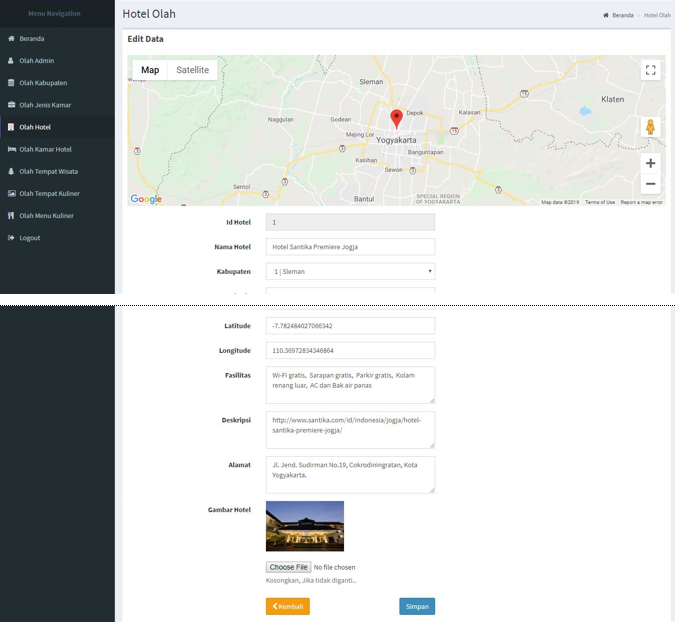 Menu Navigation
Hotel Olah
Beranda > Hotel Olah
Beranda
Olah Admin
Olah Kabupaten
Olah Jenis Kamar
Olah Hotel
Olah Kamar Hotel
Olah Tempat Wisata
Olah Tempat Kuliner
Olah Menu Kuliner
Logout
Edit Data
Map Satellite
Sleman
Klaten
Naggulan
Godean
Depok
Kalasan
Mejing Lor
Yogyakarta
Banguntapan
Kasihan
Sewon
Sentol
Bantul
SPECIAL REGION
OF YOGYAKARTA
Google
Map data ©2019 Terms of Use Report a map error
Id Hotel 1
Nama Hotel Hotel Santika Premiere Jogja
Kabupaten 1 | Sleman
Latitude -7.782484027066342
Longitude 110.36972834346864
Fasilitas Wi-Fi gratis, Sarapan gratis, Parkir gratis, Kolam
renang luar, AC dan Bak air panas
Deskripsi http://www.santika.com/id/indonesia/jogja/hotel-
santika-premiere-jogja/
Alamat Jl. Jend. Sudirman No.19, Cokrodiningratan, Kota
Yogyakarta.
Gambar Hotel
Choose File No file chosen
Kosongkan, Jika tidak diganti..
Kembali Simpan